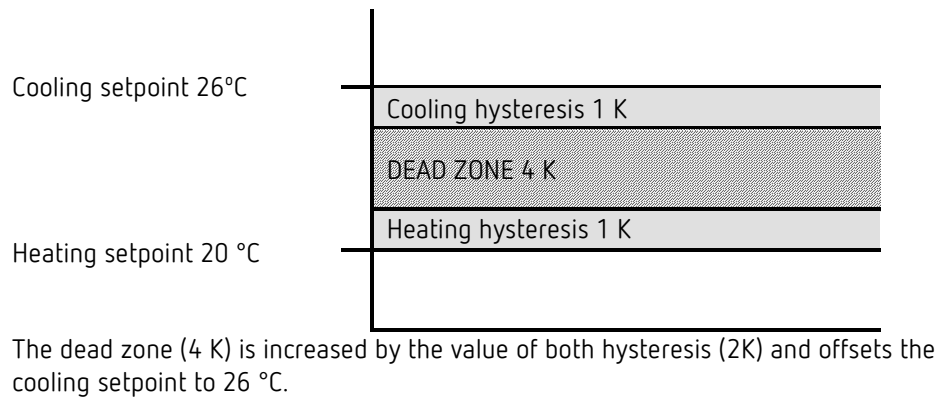 Cooling setpoint 26°C
Cooling hysteresis 1 K
DEAD ZONE 4 K
Heating hysteresis 1 K
Heating setpoint 20 °C
The dead zone (4 K) is increased by the value of both hysteresis (2K) and offsets the
cooling setpoint to 26 °C.